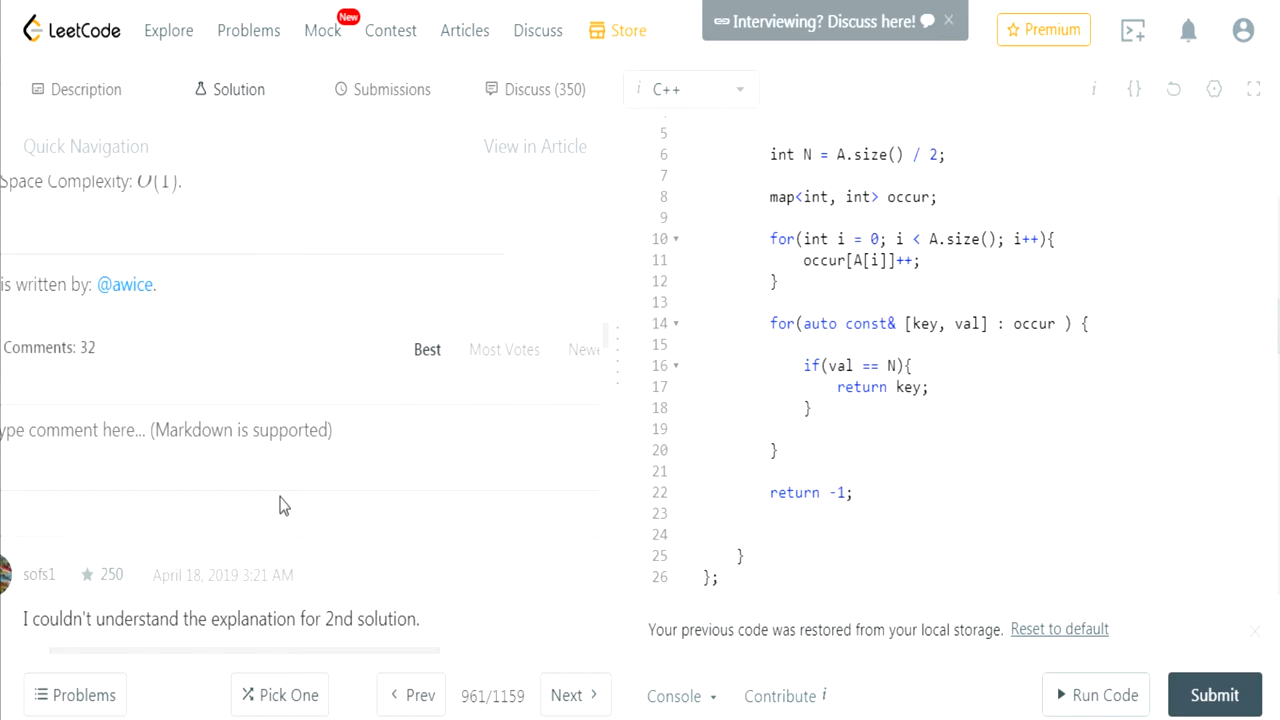 LeetCode Explore Problems Mock New Contest Articles Discuss Store Interviewing? Discuss here! Premium
Description Solution Submissions Discuss (350) i C++ i {}
Quick Navigation View in Article
Space Complexity: O(1).
is written by: @awice.
Comments: 32 Best Most Votes Newe
ype comment here... (Markdown is supported)
sofs1 250 April 18, 2019 3:21 AM
I couldn't understand the explanation for 2nd solution.
5
6 int N = A.size() / 2;
7
8 map<int, int> occur;
9
10 for(int i = 0; i < A.size(); i++){
11 occur[A[i]]++;
12 }
13
14 for(auto const& [key, val] : occur ) {
15
16 if(val == N){
17 return key;
18 }
19
20 }
21
22 return -1;
23
24
25 }
26 };
Your previous code was restored from your local storage. Reset to default
Problems Pick One Prev 961/1159 Next Console Contribute i Run Code Submit